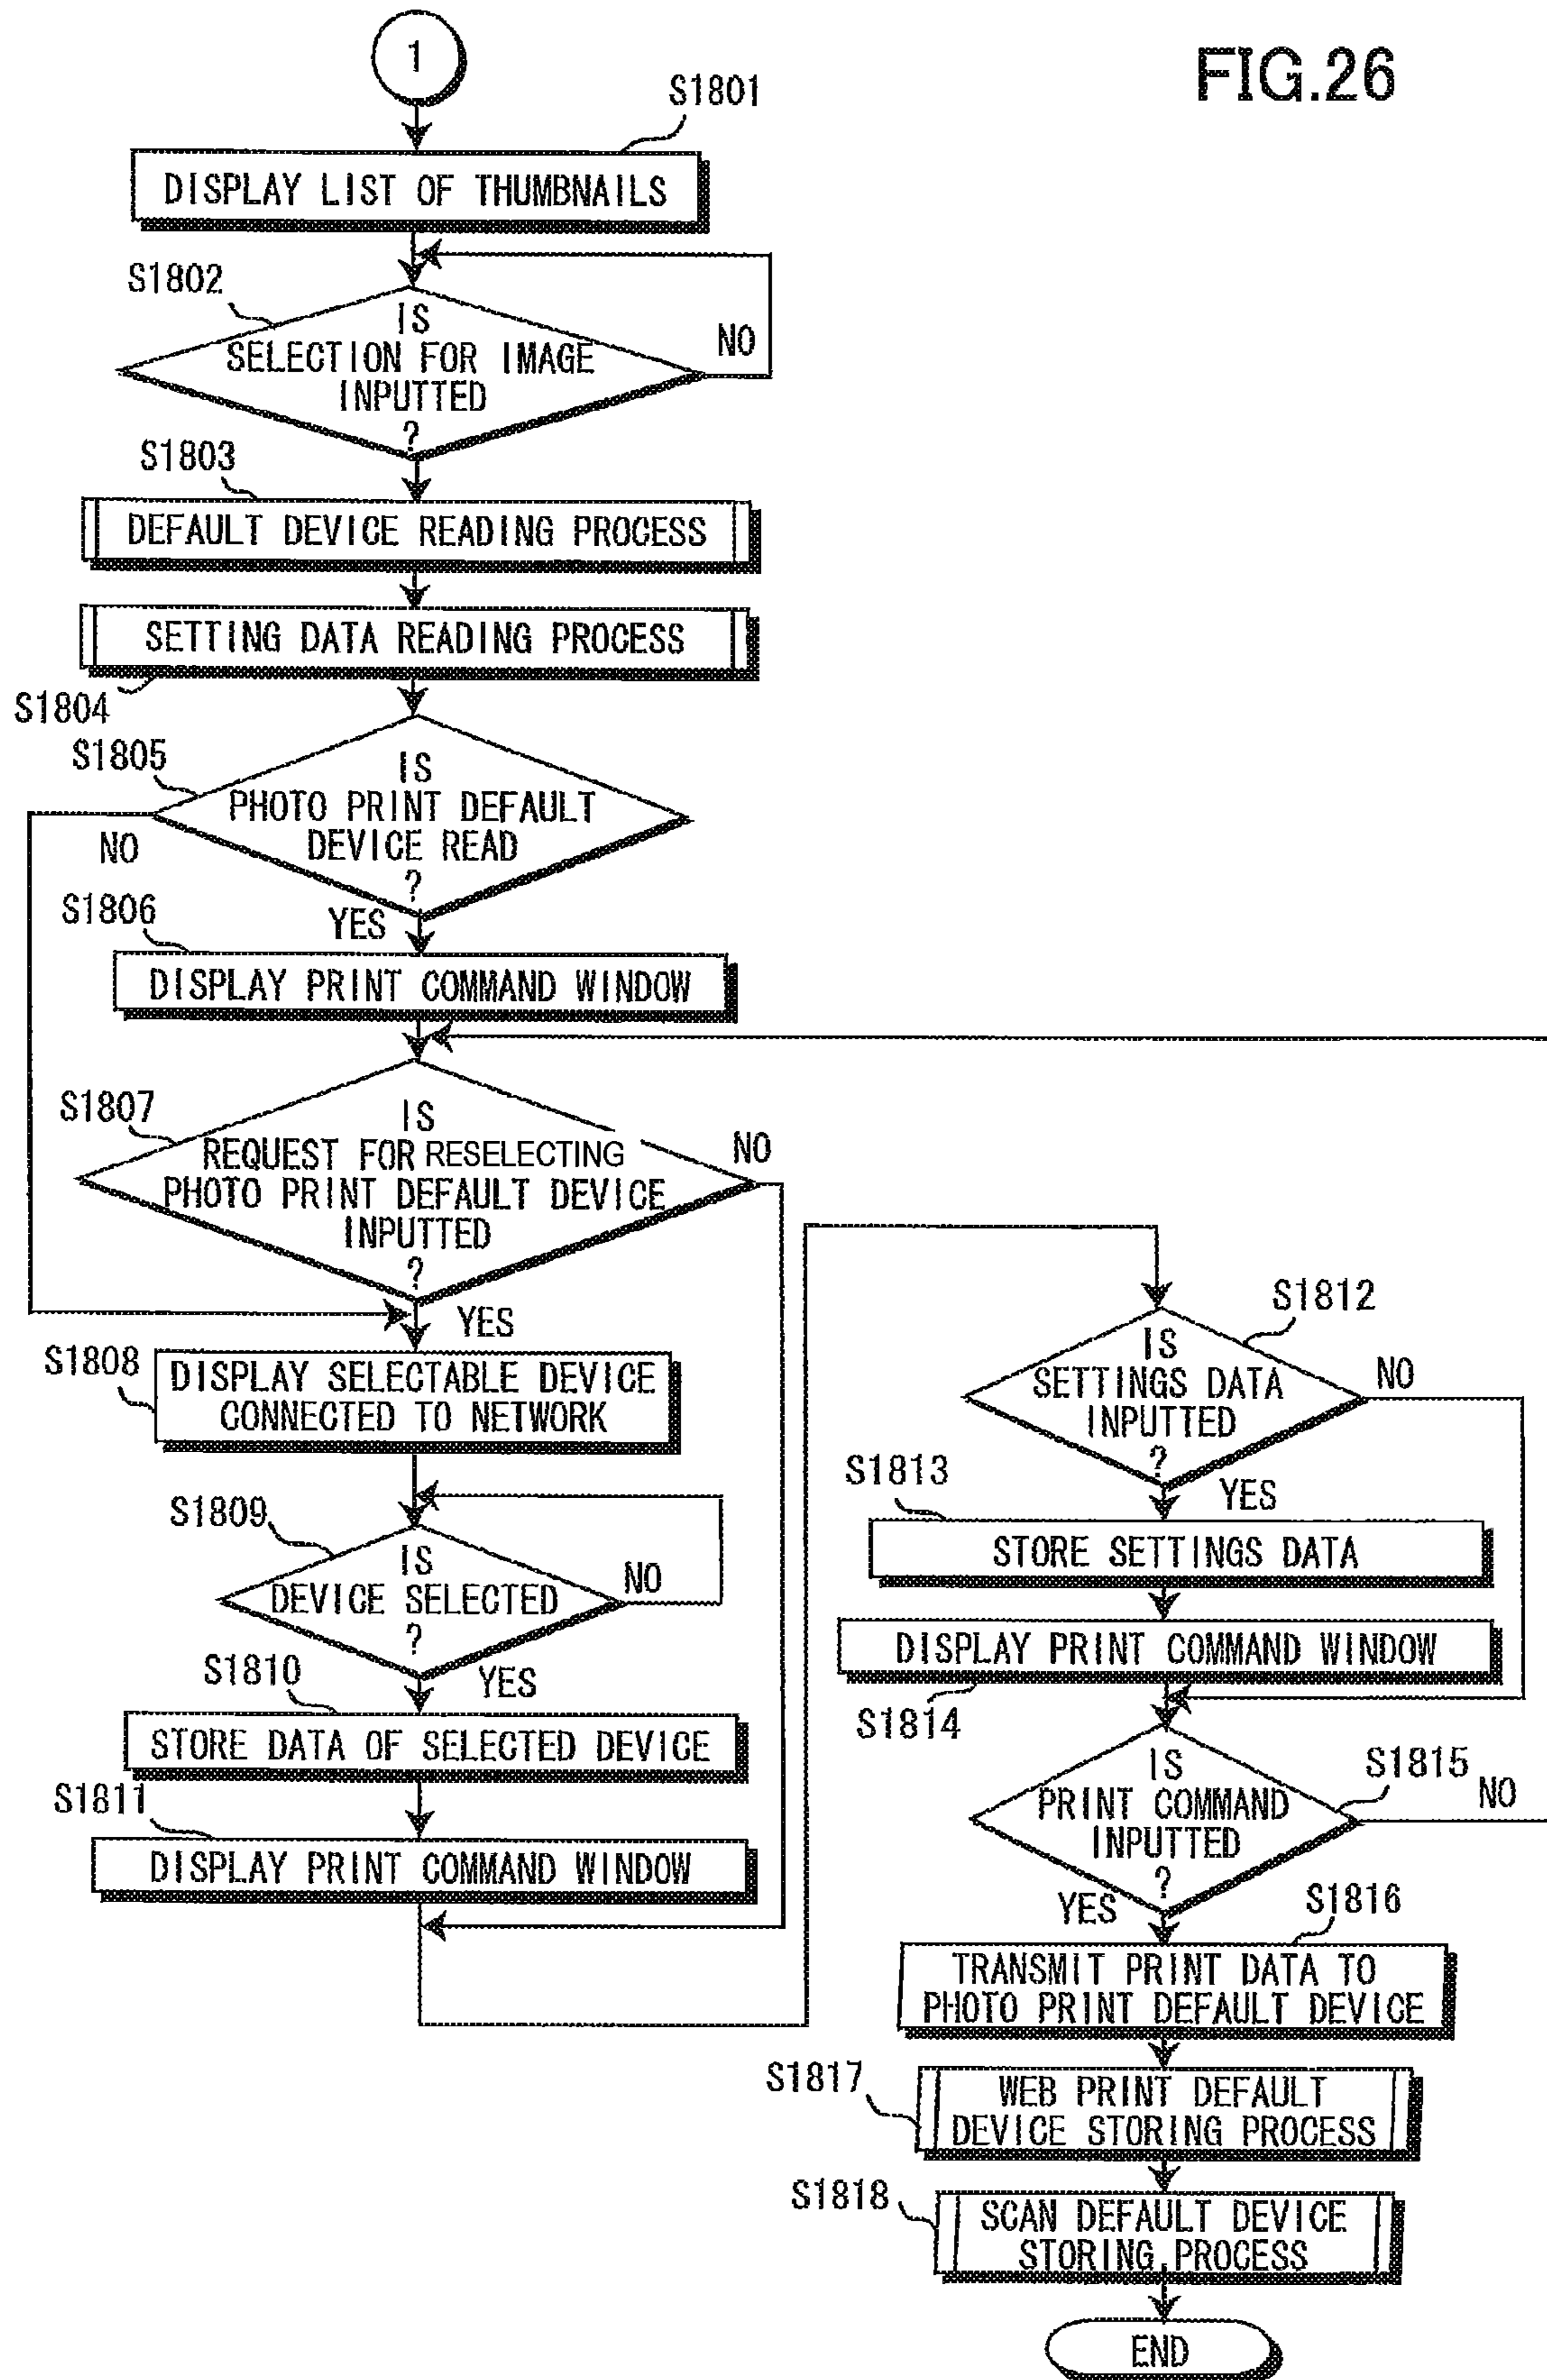 FIG.26
1
S1801
DISPLAY LIST OF THUMBNAILS
S1802
IS
SELECTION FOR IMAGE
INPUTTED
?
NO
S1803
DEFAULT DEVICE READING PROCESS
SETTING DATA READING PROCESS
S1804
S1805
IS
PHOTO PRINT DEFAULT
DEVICE READ
?
NO
YES
S1806
DISPLAY PRINT COMMAND WINDOW
S1807
IS
REQUEST FOR RESELECTING
PHOTO PRINT DEFAULT DEVICE
INPUTTED
?
NO
YES
S1808
DISPLAY SELECTABLE DEVICE
CONNECTED TO NETWORK
S1809
IS
DEVICE SELECTED
?
NO
YES
S1810
STORE DATA OF SELECTED DEVICE
S1811
DISPLAY PRINT COMMAND WINDOW
S1812
IS
SETTINGS DATA
INPUTTED
?
NO
YES
S1813
STORE SETTINGS DATA
DISPLAY PRINT COMMAND WINDOW
S1814
IS
PRINT COMMAND
INPUTTED
?
S1815
NO
YES
S1816
TRANSMIT PRINT DATA TO
PHOTO PRINT DEFAULT DEVICE
S1817
WEB PRINT DEFAULT
DEVICE STORING PROCESS
S1818
SCAN DEFAULT DEVICE
STORING PROCESS
END